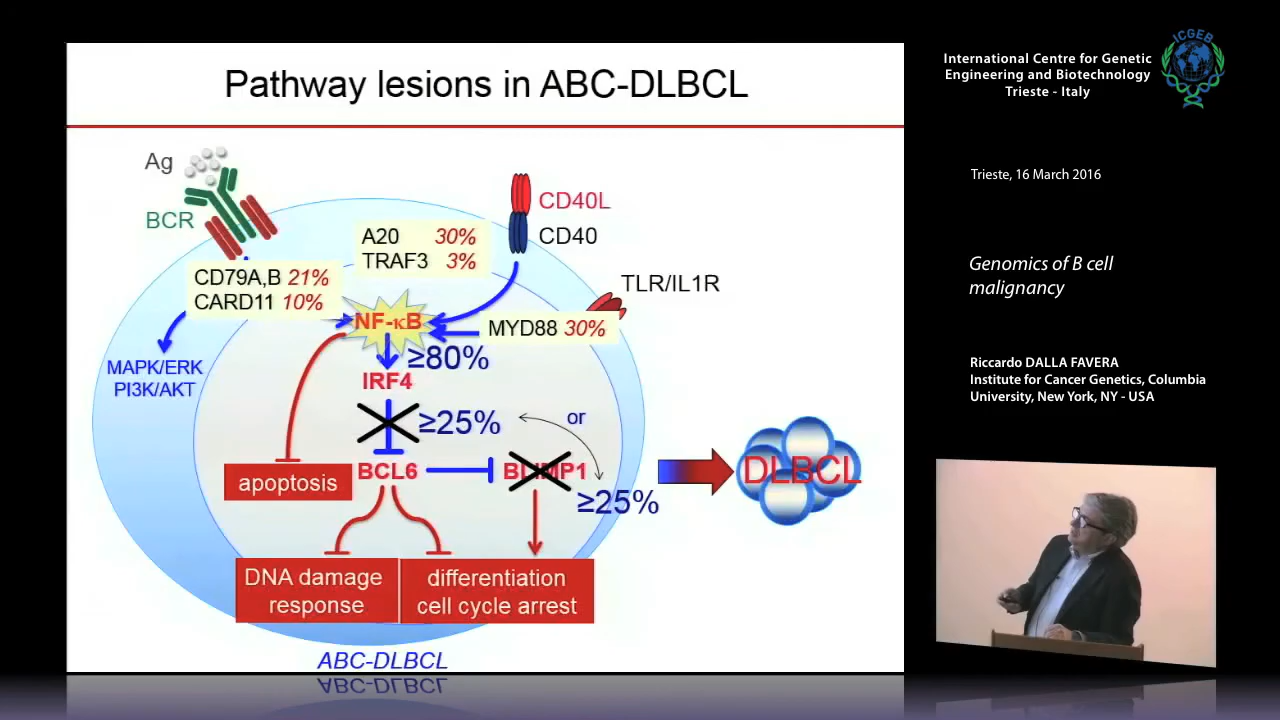 Pathway lesions in ABC-DLBCL
Ag
BCR
CD40L
CD40
A20 30%
TRAF3 3%
CD79A,B 21%
CARD11 10%
TLR/IL1R
NF-κB
MYD88 30%
≥80%
MAPK/ERK
PI3K/AKT
IRF4
≥25%
or
BCL6
BLIMP1
≥25%
apoptosis
DLBCL
DNA damage
response
differentiation
cell cycle arrest
ABC-DLBCL
ABC-DLBCL
International Centre for Genetic
Engineering and Biotechnology
Trieste - Italy
ICGEB
Trieste, 16 March 2016
Genomics of B cell
malignancy
Riccardo DALLA FAVERA
Institute for Cancer Genetics, Columbia
University, New York, NY - USA